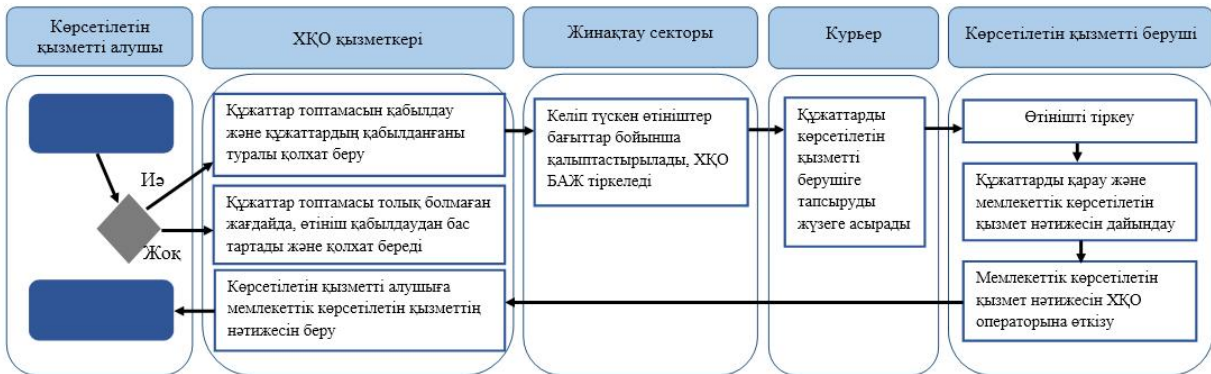 Көрсетілетін
қызметті алушы
ХҚО қызметкері
Жинақтау секторы
Курьер
Көрсетілетін қызметті беруші
Құжаттар топтамасын қабылдау
және құжаттардың қабылданғаны
туралы қолхат беру
Иә
Құжаттар топтамасы толық болмаған
жағдайда, өтініш қабылдаудан бас
тартады және қолхат береді
Жоқ
Көрсетілетін қызметті алушыға
мемлекеттік көрсетілетін қызметтің
нәтижесін беру
Келіп түскен өтініштер
бағыттар бойынша
қалыптастырылады, ХҚО
БАЖ тіркеледі
Құжаттарды
көрсетілетін
қызметті
берушіге
тапсыруды
жүзеге асырады
Өтінішті тіркеу
Құжаттарды қарау және
мемлекеттік көрсетілетін
қызмет нәтижесін дайындау
Мемлекеттік көрсетілетін
қызмет нәтижесін ХҚО
операторына өткізу